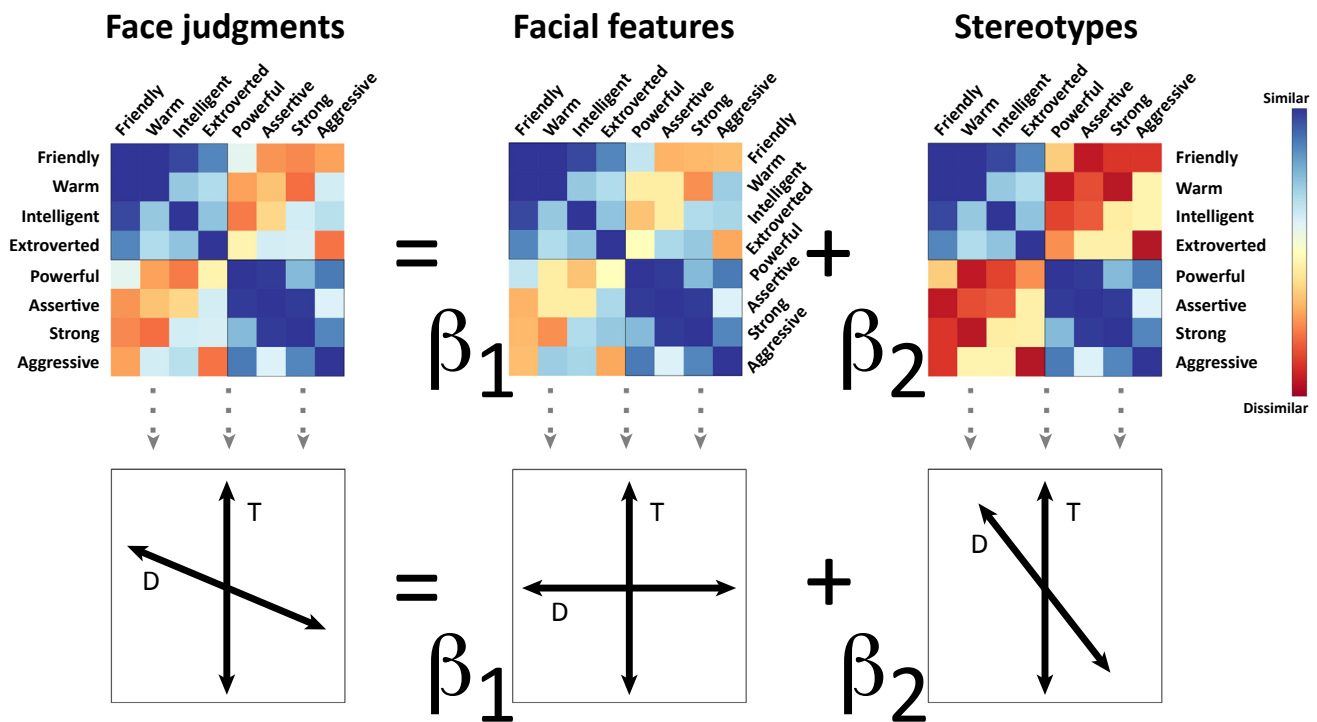 Face judgments
Facial features
Stereotypes
Friendly
Warm
Intelligent
Extroverted
Powerful
Assertive
Strong
Aggressive
Friendly
Warm
Intelligent
Extroverted
Powerful
Assertive
Strong
Aggressive
Friendly
Warm
Intelligent
Extroverted
Powerful
Assertive
Strong
Aggressive
Similar
Friendly
Warm
Intelligent
Extroverted
Powerful
Assertive
Strong
Aggressive
=
β1
Friendly
Warm
Intelligent
Extroverted
Powerful
Assertive
Strong
Aggressive
+
β2
Friendly
Warm
Intelligent
Extroverted
Powerful
Assertive
Strong
Aggressive
Dissimilar
T
D
=
β1
T
D
+
β2
T
D